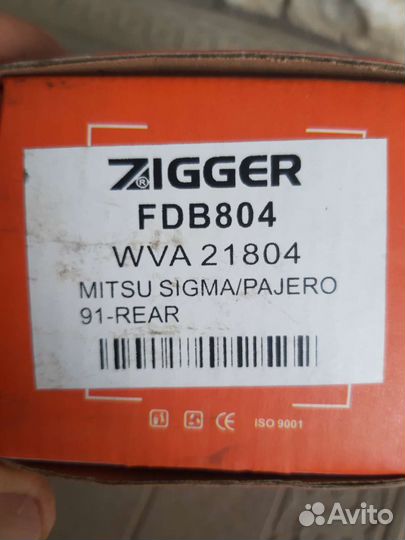 ZIGGER
®
FDB804
WVA 21804
MITSU SIGMA/PAJERO
91-REAR
CE ISO 9001
Avito